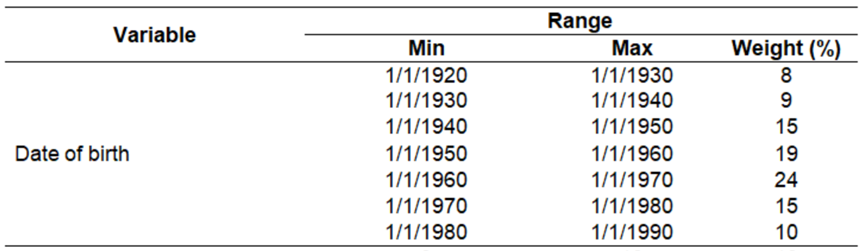 Variable Range
Min Max Weight (%)
1/1/1920 1/1/1930 8
1/1/1930 1/1/1940 9
1/1/1940 1/1/1950 15
Date of birth 1/1/1950 1/1/1960 19
1/1/1960 1/1/1970 24
1/1/1970 1/1/1980 15
1/1/1980 1/1/1990 10